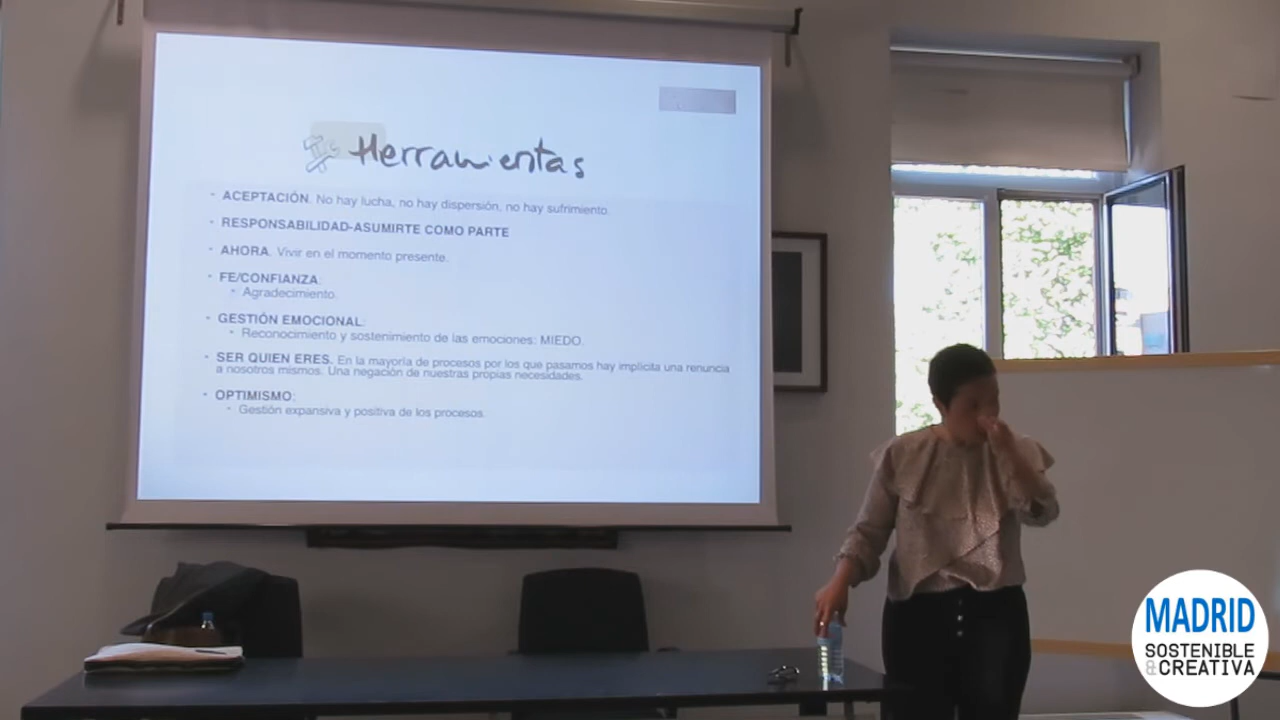 Herramientas
- ACEPTACIÓN. No hay lucha, no hay dispersión, no hay sufrimiento.
- RESPONSABILIDAD-ASUMIRTE COMO PARTE
- AHORA. Vivir en el momento presente.
- FE/CONFIANZA:
- Agradecimiento.
- GESTIÓN EMOCIONAL:
- Reconocimiento y sostenimiento de las emociones: MIEDO.
- SER QUIEN ERES. En la mayoría de procesos por los que pasamos hay implícita una renuncia
a nosotros mismos. Una negación de nuestras propias necesidades.
- OPTIMISMO:
- Gestión expansiva y positiva de los procesos.
MADRID
SOSTENIBLE
&CREATIVA